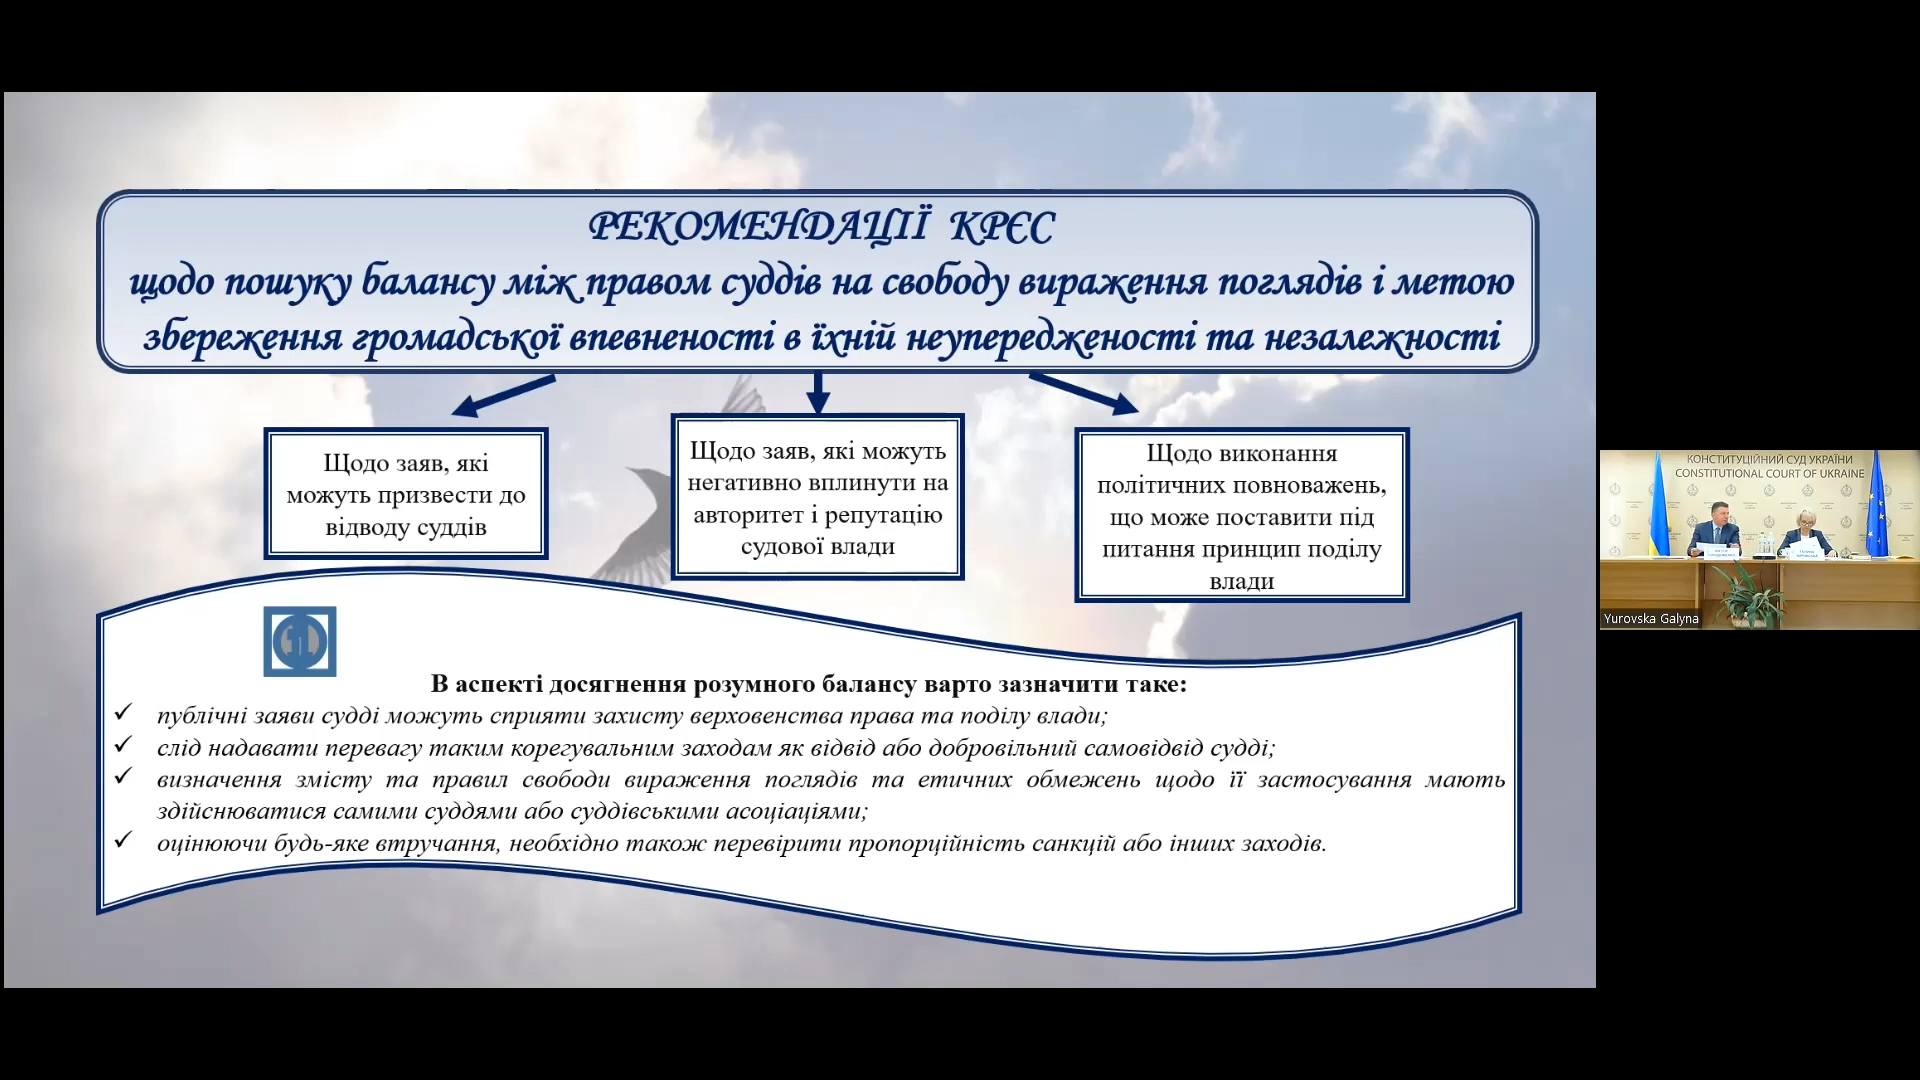 РЕКОМЕНДАЦІЇ КРЄС
щодо пошуку балансу між правом суддів на свободу вираження поглядів і метою
збереження громадської впевненості в їхній неупередженості та незалежності
Щодо заяв, які
можуть призвести до
відводу суддів
Щодо заяв, які можуть
негативно вплинути на
авторитет і репутацію
судової влади
Щодо виконання
політичних повноважень,
що може поставити під
питання принцип поділу
влади
В аспекті досягнення розумного балансу варто зазначити таке:
✓ публічні заяви судді можуть сприяти захисту верховенства права та поділу влади;
✓ слід надавати перевагу таким корегувальним заходам як відвід або добровільний самовідвід судді;
✓ визначення змісту та правил свободи вираження поглядів та етичних обмежень щодо її застосування мають
здійснюватися самими суддями або суддівськими асоціаціями;
✓ оцінюючи будь-яке втручання, необхідно також перевірити пропорційність санкцій або інших заходів.
КОНСТИТУЦІЙНИЙ СУД УКРАЇНИ
CONSTITUTIONAL COURT OF UKRAINE
Yurovska Galyna